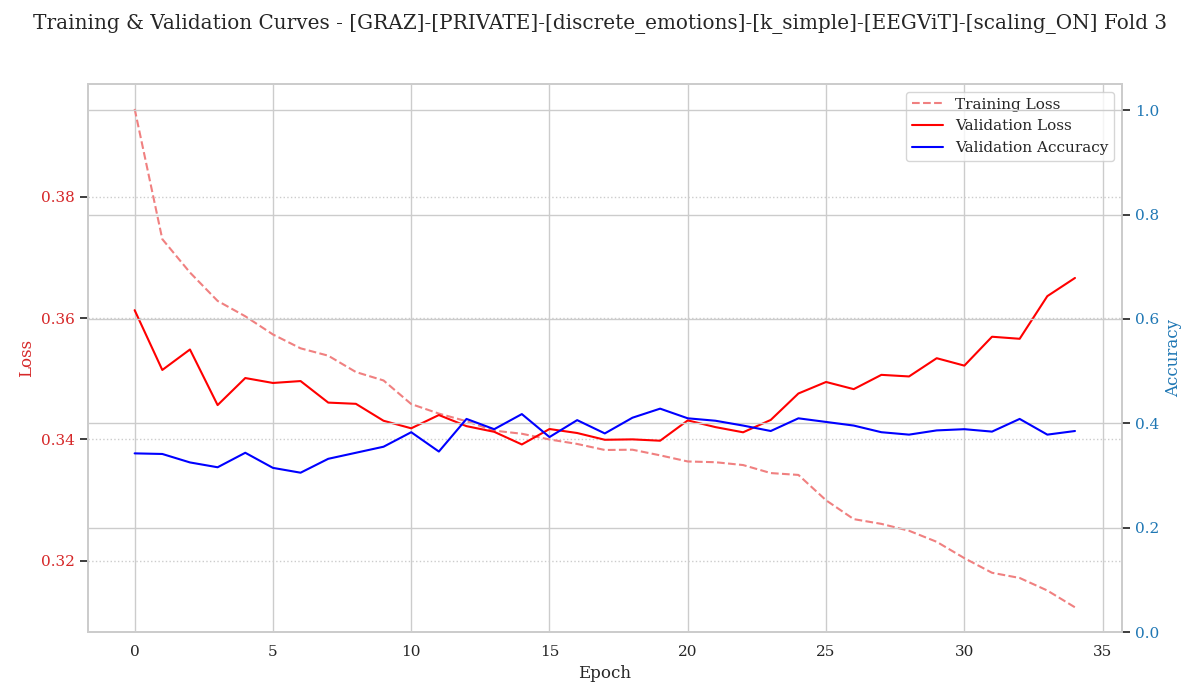 Training & Validation Curves - [GRAZ]-[PRIVATE]-[discrete_emotions]-[k_simple]-[EEGViT]-[scaling_ON] Fold 3
Training Loss
Validation Loss
Validation Accuracy
Loss
0.38
0.36
0.34
0.32
1.0
0.8
0.6
0.4
0.2
0.0
Accuracy
0
5
10
15
20
25
30
35
Epoch